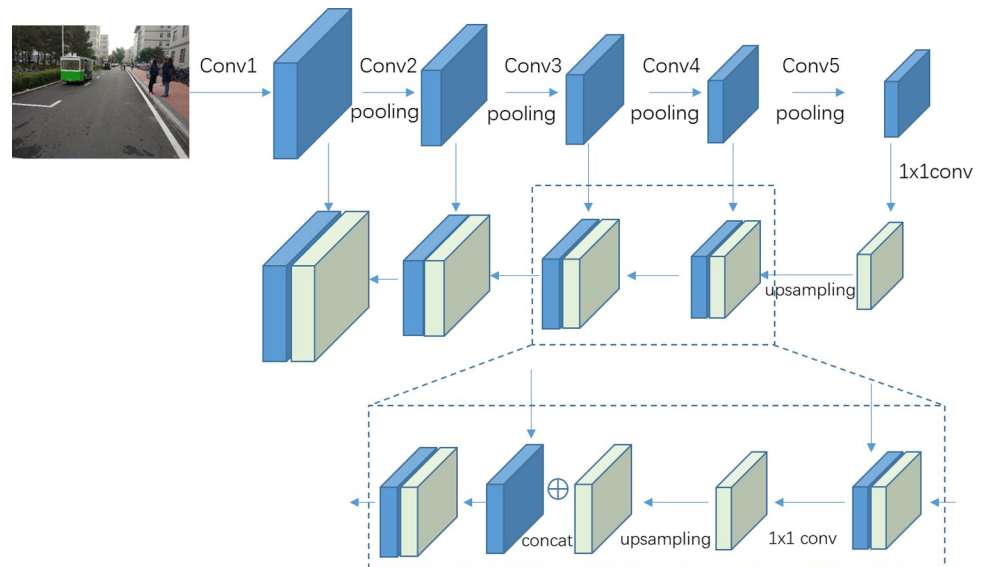 Conv1
Conv2
pooling
Conv3
pooling
Conv4
pooling
Conv5
pooling
1x1conv
upsampling
concat
upsampling
1x1 conv